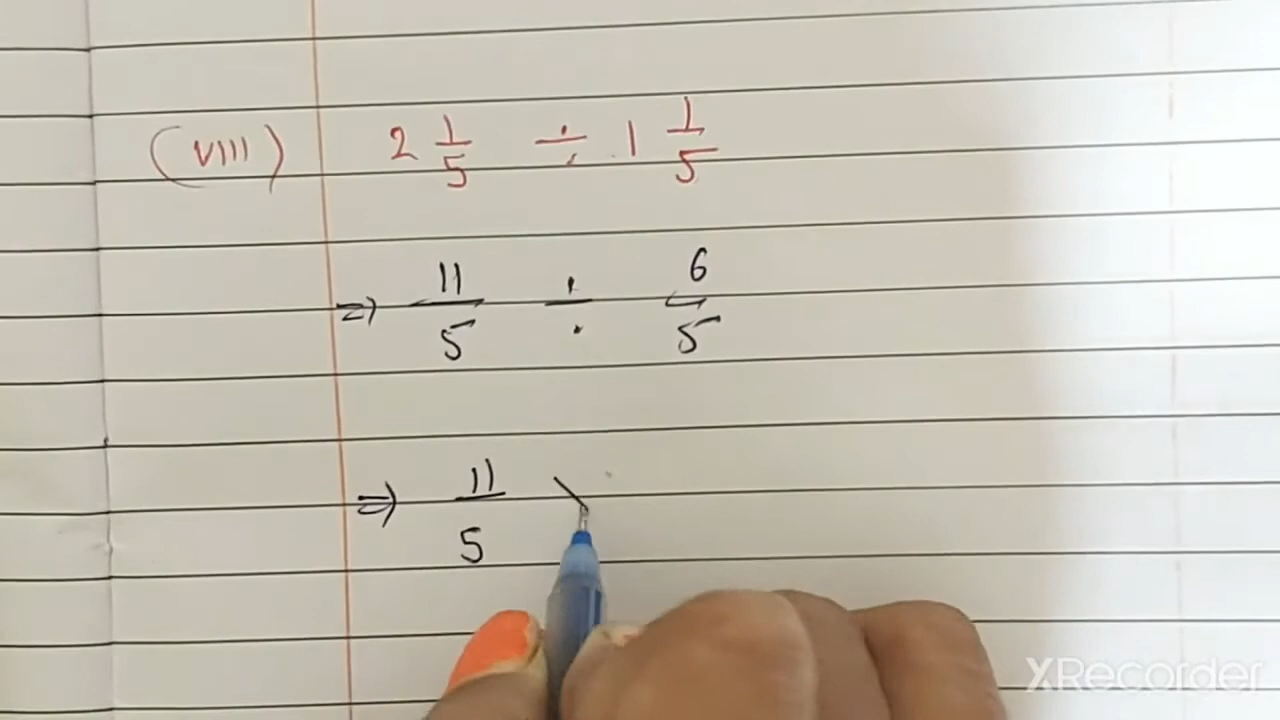 (VIII) 2 1/5 ÷ 1 1/5
⇒ 11/5 ÷ 6/5
⇒ 11/5 \
XRecorder